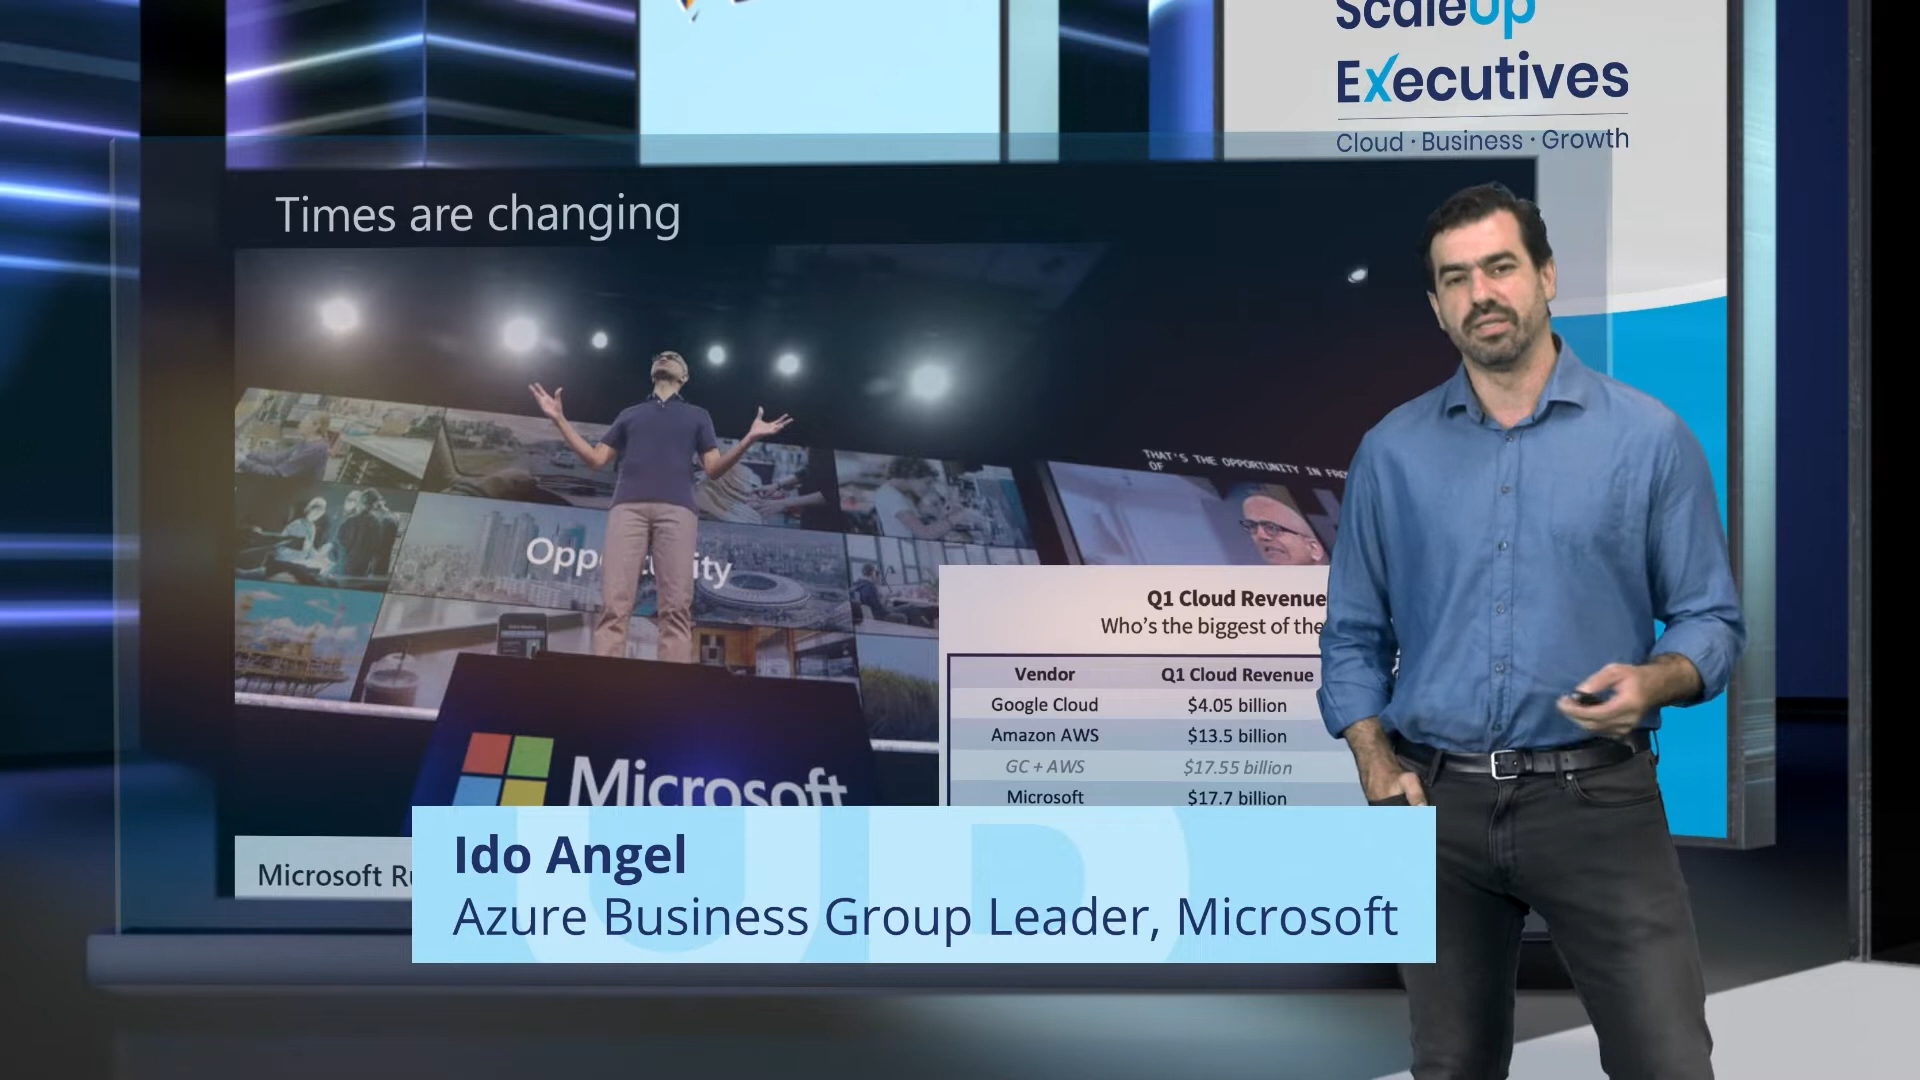 ScaleUp
Executives
Cloud · Business · Growth
Times are changing
THAT'S THE OPPORTUNITY IN
OF
Q1 Cloud Revenue
Who's the biggest of the
Vendor Q1 Cloud Revenue
Google Cloud $4.05 billion
Amazon AWS $13.5 billion
GC + AWS $17.55 billion
Microsoft $17.7 billion
Microsoft
Microsoft
Ido Angel
Azure Business Group Leader, Microsoft